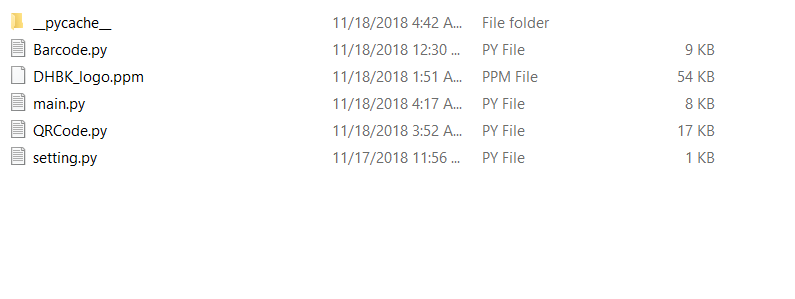 __pycache__ 11/18/2018 4:42 A... File folder
Barcode.py 11/18/2018 12:30 ... PY File 9 KB
DHBK_logo.ppm 11/18/2018 1:51 A... PPM File 54 KB
main.py 11/18/2018 4:17 A... PY File 8 KB
QRCode.py 11/18/2018 3:52 A... PY File 17 KB
setting.py 11/17/2018 11:56 ... PY File 1 KB